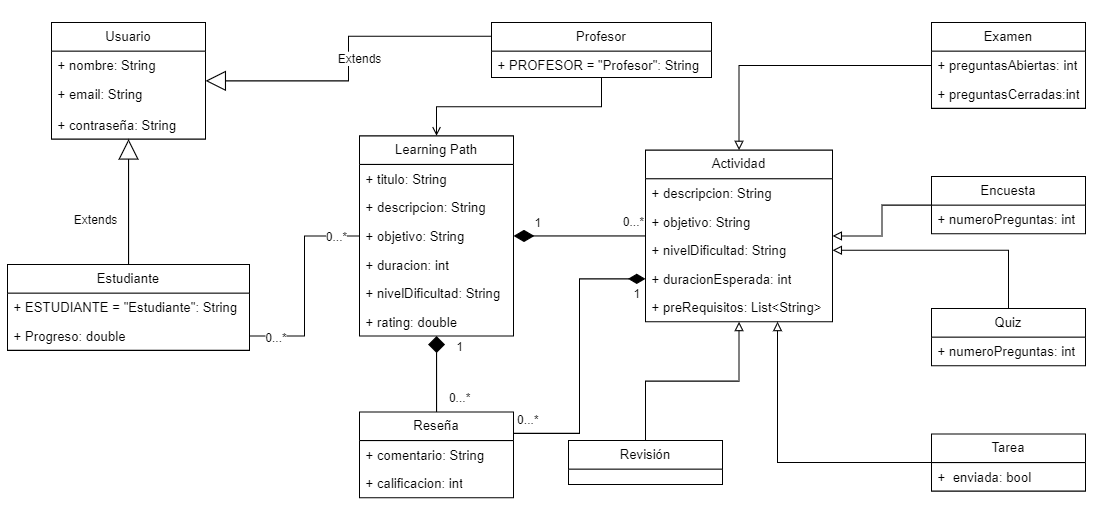 Usuario
+ nombre: String
+ email: String
+ contraseña: String
Extends
Profesor
+ PROFESOR = "Profesor": String
Examen
+ preguntasAbiertas: int
+ preguntasCerradas:int
Extends
Learning Path
+ titulo: String
+ descripcion: String
+ objetivo: String
+ duracion: int
+ nivelDificultad: String
+ rating: double
1
0...*
Actividad
+ descripcion: String
+ objetivo: String
+ nivelDificultad: String
+ duracionEsperada: int
+ preRequisitos: List<String>
Encuesta
+ numeroPreguntas: int
0...*
Estudiante
+ ESTUDIANTE = "Estudiante": String
+ Progreso: double
0...*
1
1
Quiz
+ numeroPreguntas: int
0...*
0...*
Reseña
+ comentario: String
+ calificacion: int
Revisión
Tarea
+  enviada: bool